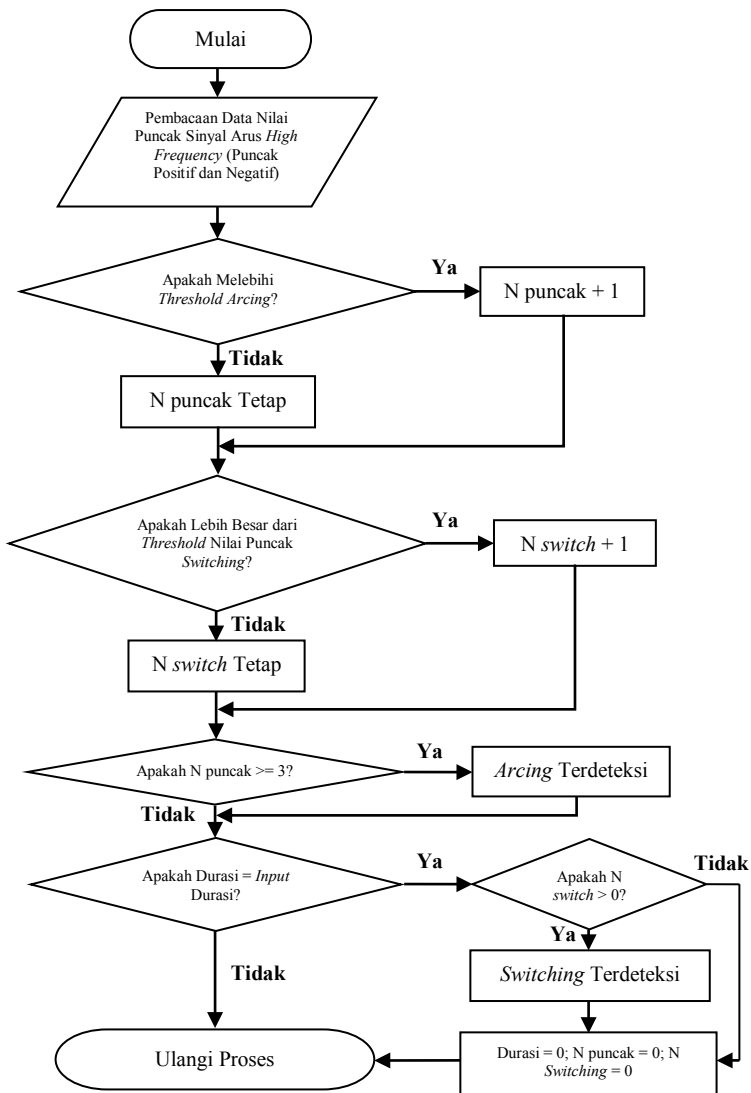 Mulai
Pembacaan Data Nilai
Puncak Sinyal Arus High
Frequency (Puncak
Positif dan Negatif)
Apakah Melebihi
Threshold Arcing?
Ya
N puncak + 1
Tidak
N puncak Tetap
Apakah Lebih Besar dari
Threshold Nilai Puncak
Switching?
Ya
N switch + 1
Tidak
N switch Tetap
Apakah N puncak >= 3?
Ya
Arcing Terdeteksi
Tidak
Apakah Durasi = Input
Durasi?
Ya
Apakah N
switch > 0?
Tidak
Ya
Switching Terdeteksi
Tidak
Durasi = 0; N puncak = 0; N
Switching = 0
Ulangi Proses